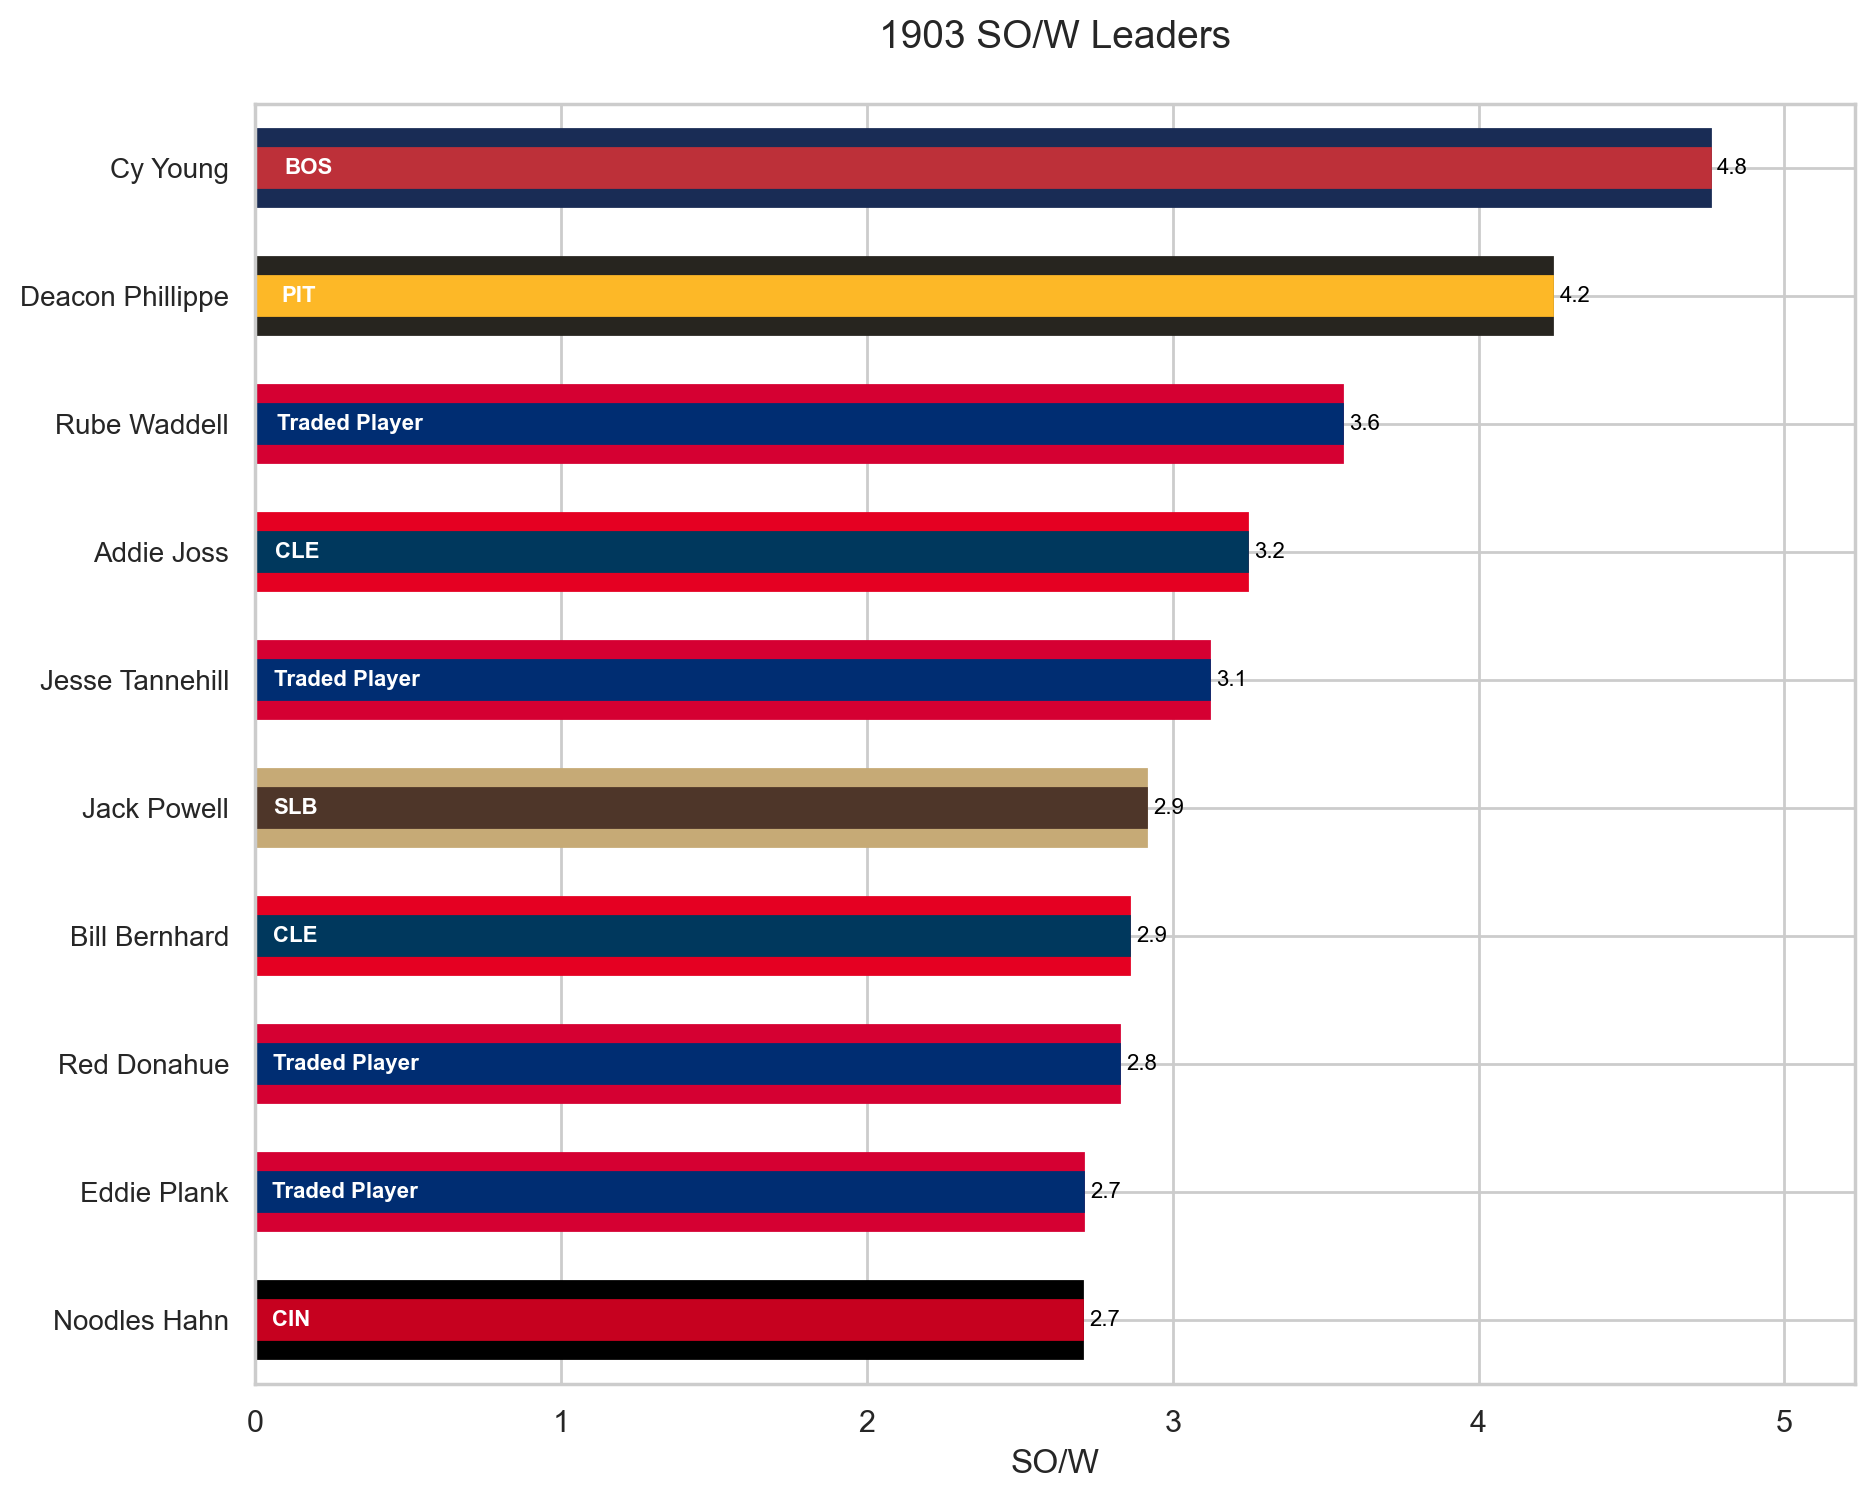 1903 SO/W Leaders
Cy Young BOS 4.8
Deacon Phillippe PIT 4.2
Rube Waddell Traded Player 3.6
Addie Joss CLE 3.2
Jesse Tannehill Traded Player 3.1
Jack Powell SLB 2.9
Bill Bernhard CLE 2.9
Red Donahue Traded Player 2.8
Eddie Plank Traded Player 2.7
Noodles Hahn CIN 2.7
0 1 2 3 4 5
SO/W